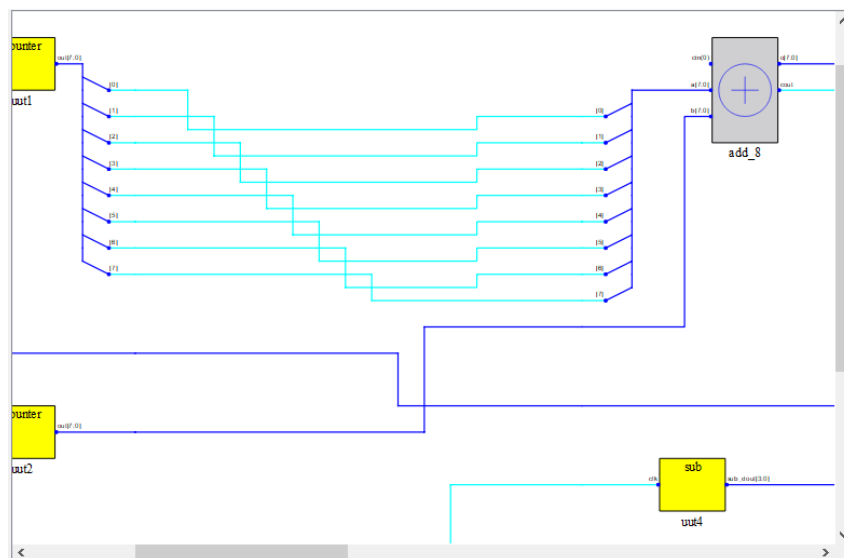 ounter
out[7:0]
uut1
[0]
[1]
[2]
[3]
[4]
[5]
[6]
[7]
[0]
[1]
[2]
[3]
[4]
[5]
[6]
[7]
cin(0)
a[7:0]
b[7:0]
o[7:0]
cout
add_8
ounter
out[7:0]
uut2
sub
clk
sub_dout[3:0]
uut4